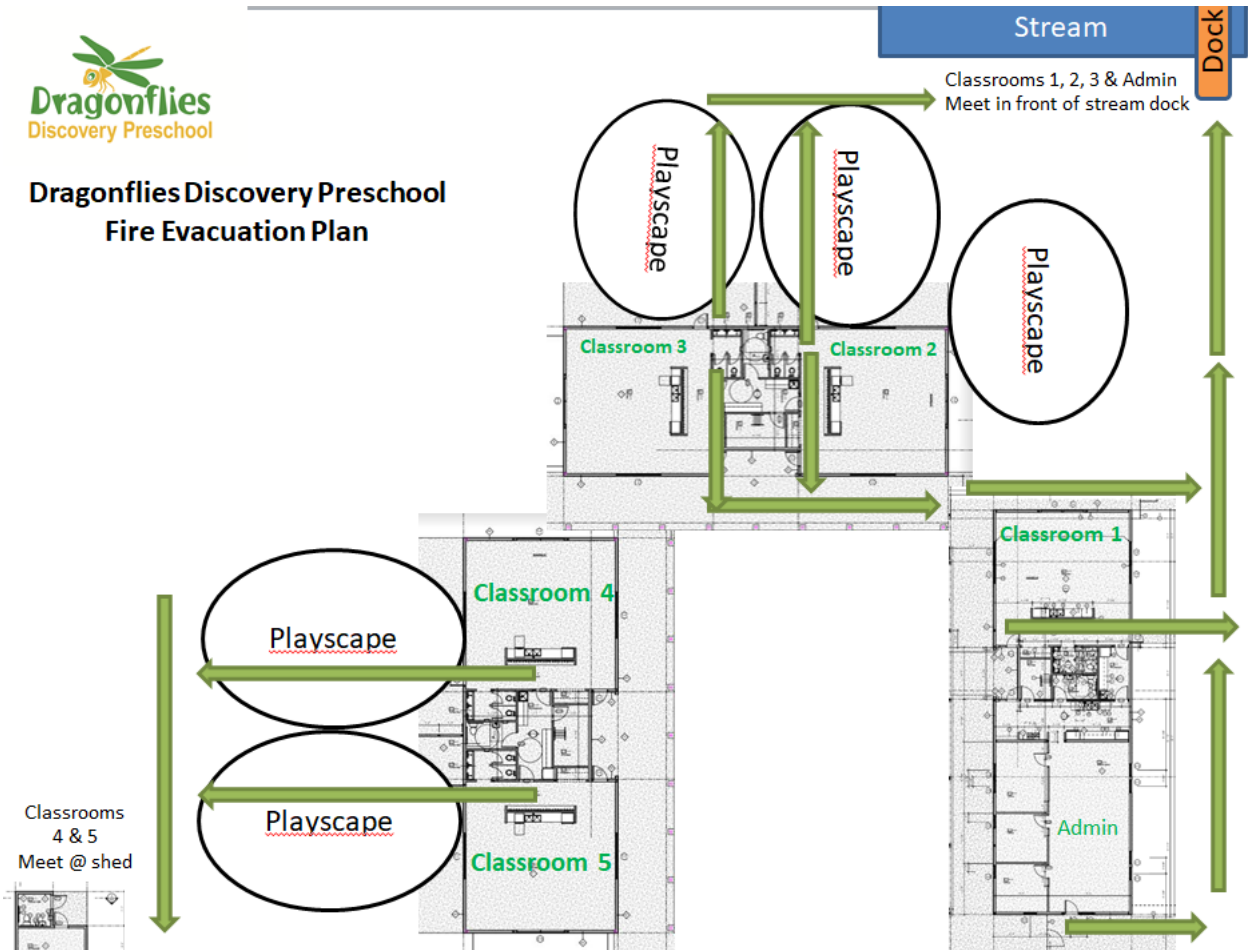 Stream
Dock
Dragonflies
Discovery Preschool
Classrooms 1, 2, 3 & Admin
Meet in front of stream dock
Dragonflies Discovery Preschool
Fire Evacuation Plan
Playscape
Playscape
Playscape
Classroom 3
Classroom 2
Classroom 1
Classroom 4
Playscape
Playscape
Classroom 5
Classrooms
4 & 5
Meet @ shed
Admin